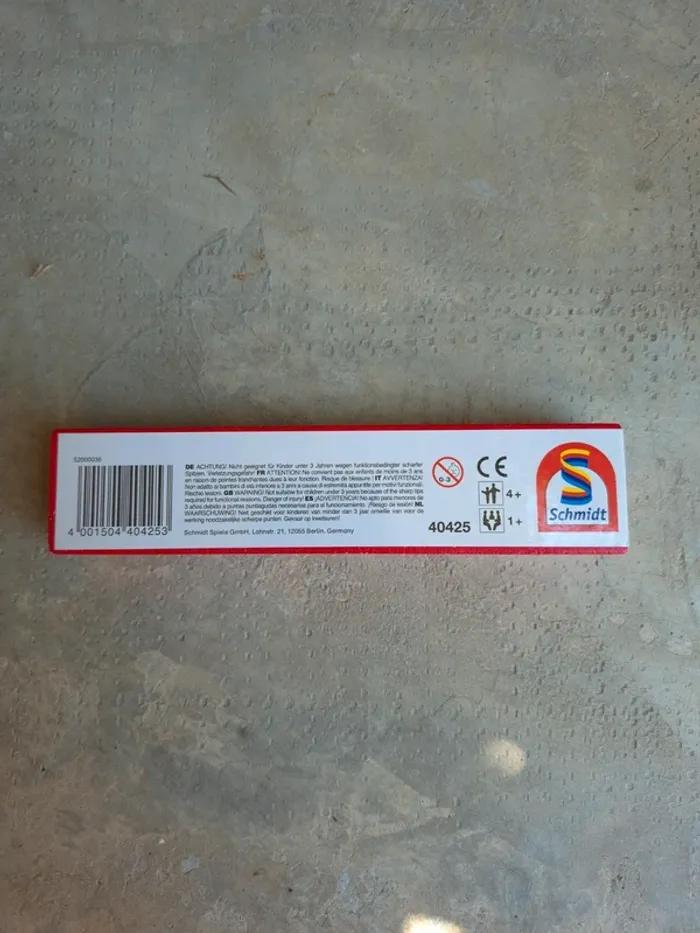 52000036
4 001504 404253
DE ACHTUNG! Nicht geeignet für Kinder unter 3 Jahren wegen funktionsbedingter scharfer
Spitzen. Verletzungsgefahr! FR ATTENTION! Ne convient pas aux enfants de moins de 3 ans
en raison de pointes tranchantes dues à leur fonction. Risque de blessure. IT AVVERTENZA!
Non adatto a bambini di età inferiore a 3 anni a causa di estremità appuntite per motivi funzionali.
Rischio lesioni. GB WARNING! Not suitable for children under 3 years because of the sharp tips
required for functional reasons. Danger of injury! ES ¡ADVERTENCIA! No apto para menores de
3 años debido a puntas puntiagudas necesarias para el funcionamiento. ¡Riesgo de lesión! NL
WAARSCHUWING! Niet geschikt voor kinderen van minder dan 3 jaar omwille van voor de
werking noodzakelijke scherpe punten. Gevaar op kwetsuren!
Schmidt Spiele GmbH, Lahnstr. 21, 12055 Berlin, Germany
0-3
CE
4+
40425
1+
Schmidt